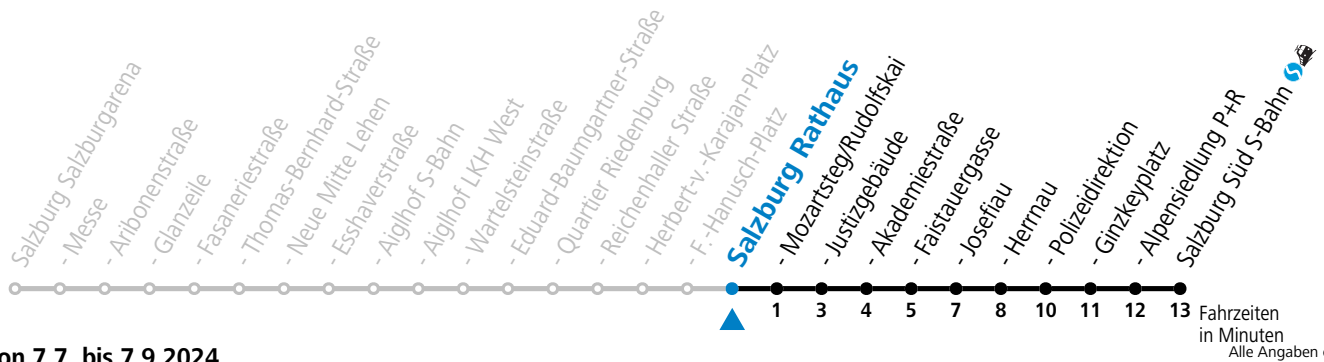 Salzburg Salzburgarena
- Messe
- Aribonenstraße
- Glanzeile
- Fasaneriestraße
- Thomas-Bernhard-Straße
- Neue Mitte Lehen
- Esshaverstraße
- Aiglhof S-Bahn
- Aiglhof LKH West
- Wartelsteinstraße
- Eduard-Baumgartner-Straße
- Quartier Riedenburg
- Reichenhaller Straße
- Herbert-v.-Karajan-Platz
- F.-Hanusch-Platz
Salzburg Rathaus
- Mozartsteg/Rudolfskai
- Justizgebäude
- Akademiestraße
- Faistauergasse
- Josefiau
- Herrnau
- Polizeidirektion
- Ginzkeyplatz
- Alpensiedlung P+R
Salzburg Süd S-Bahn
1 3 4 5 7 8 10 11 12 13
Fahrzeiten
in Minuten
Alle Angaben
on 7.7. bis 7.9.2024